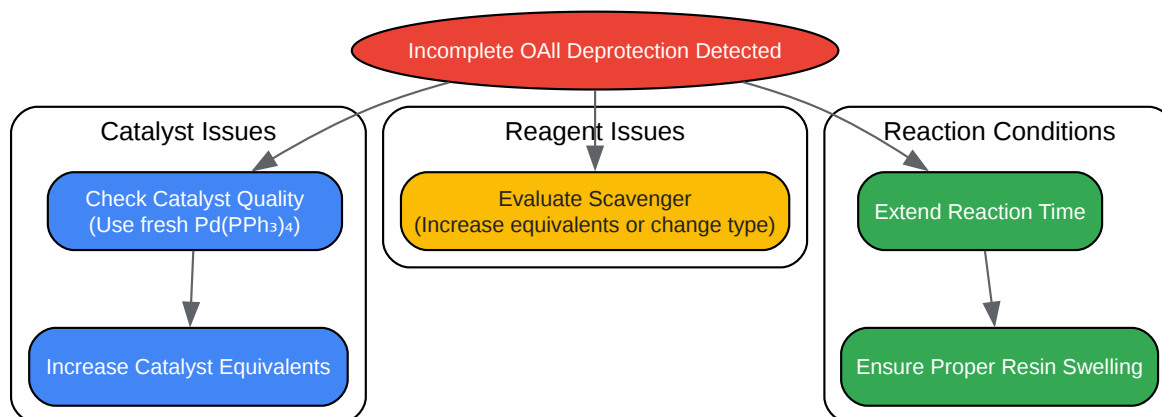 Incomplete OAll Deprotection Detected
Catalyst Issues
Reagent Issues
Reaction Conditions
Check Catalyst Quality
(Use fresh Pd(PPh₃)₄)
Evaluate Scavenger
(Increase equivalents or change type)
Extend Reaction Time
Increase Catalyst Equivalents
Ensure Proper Resin Swelling